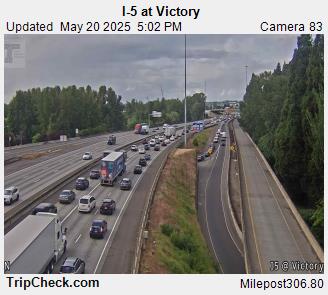 I-5 at Victory
Updated May 20 2025 5:02 PM Camera 83
N
I5 @ Victory
TripCheck.com Milepost306.80